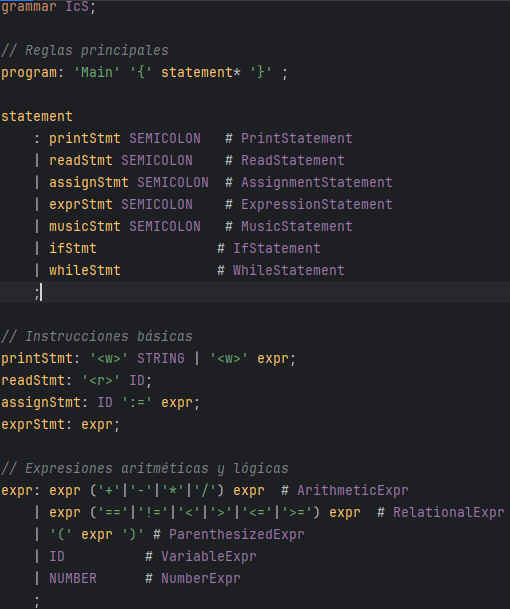 grammar IcS;
// Reglas principales
program: 'Main' '{' statement* '}' ;
statement
: printStmt SEMICOLON # PrintStatement
| readStmt SEMICOLON # ReadStatement
| assignStmt SEMICOLON # AssignmentStatement
| exprStmt SEMICOLON # ExpressionStatement
| musicStmt SEMICOLON # MusicStatement
| ifStmt # IfStatement
| whileStmt # WhileStatement
;
// Instrucciones básicas
printStmt: '<w>' STRING | '<w>' expr;
readStmt: '<r>' ID;
assignStmt: ID ':=' expr;
exprStmt: expr;
// Expresiones aritméticas y lógicas
expr: expr ('+'|'-'|'*'|'/') expr # ArithmeticExpr
| expr ('=='|'!='|'<'|'>'|'<='|'>=') expr # RelationalExpr
| '(' expr ')' # ParenthesizedExpr
| ID # VariableExpr
| NUMBER # NumberExpr
;